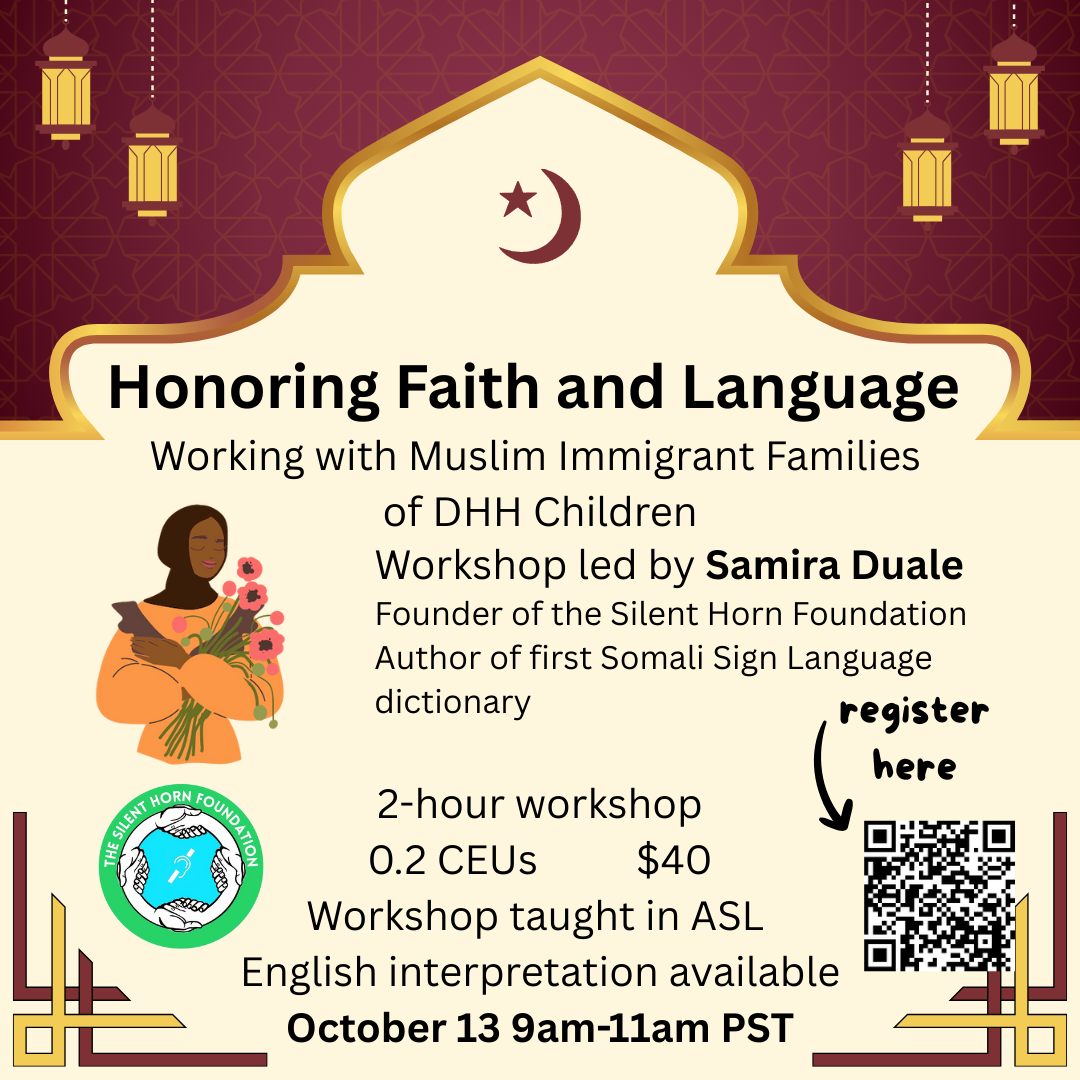 Honoring Faith and Language
Working with Muslim Immigrant Families
of DHH Children
Workshop led by Samira Duale
Founder of the Silent Horn Foundation
Author of first Somali Sign Language
dictionary
register
here
THE SILENT HORN FOUNDATION
2-hour workshop
0.2 CEUs $40
Workshop taught in ASL
English interpretation available
October 13 9am-11am PST